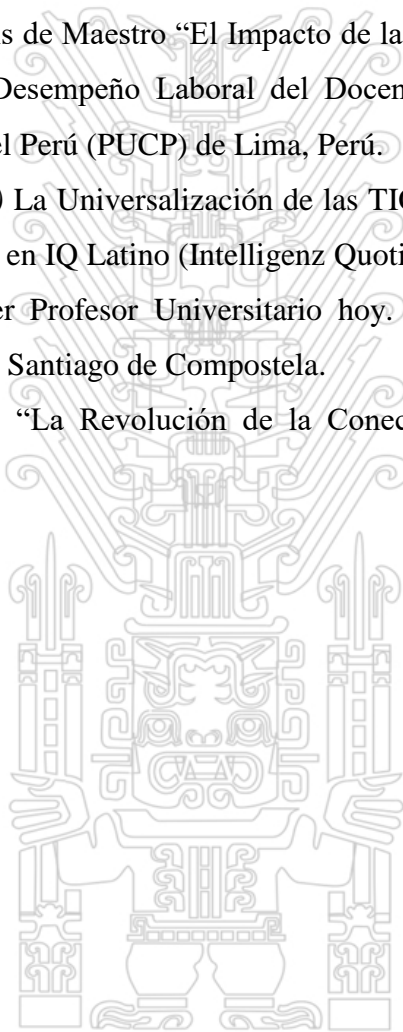 is de Maestro “El Impacto de la
Desempeño Laboral del Docen
el Perú (PUCP) de Lima, Perú.
) La Universalización de las TIC
en IQ Latino (Intelligenz Quoti
er Profesor Universitario hoy.
Santiago de Compostela.
“La Revolución de la Conec